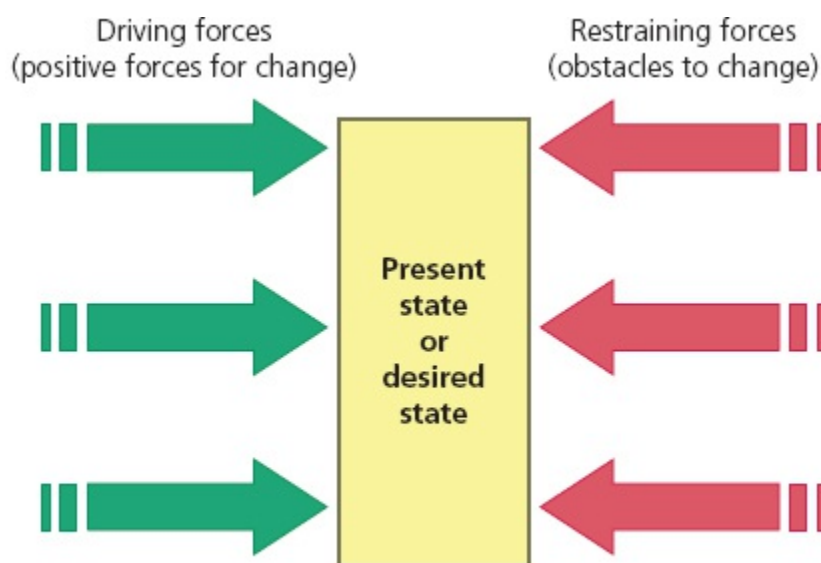 Driving forces
(positive forces for change)
Restraining forces
(obstacles to change)
Present
state
or
desired
state